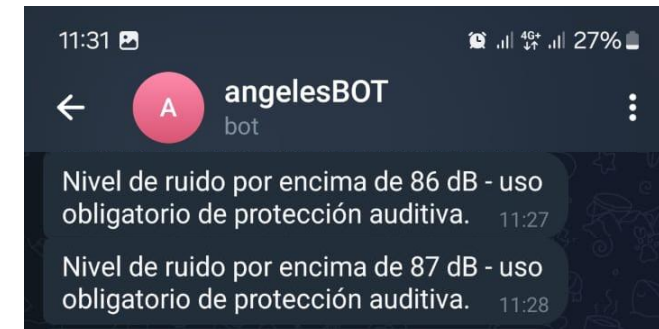 11:31 4G+ 27%
A
angelesBOT
bot
Nivel de ruido por encima de 86 dB - uso
obligatorio de protección auditiva. 11:27
Nivel de ruido por encima de 87 dB - uso
obligatorio de protección auditiva. 11:28